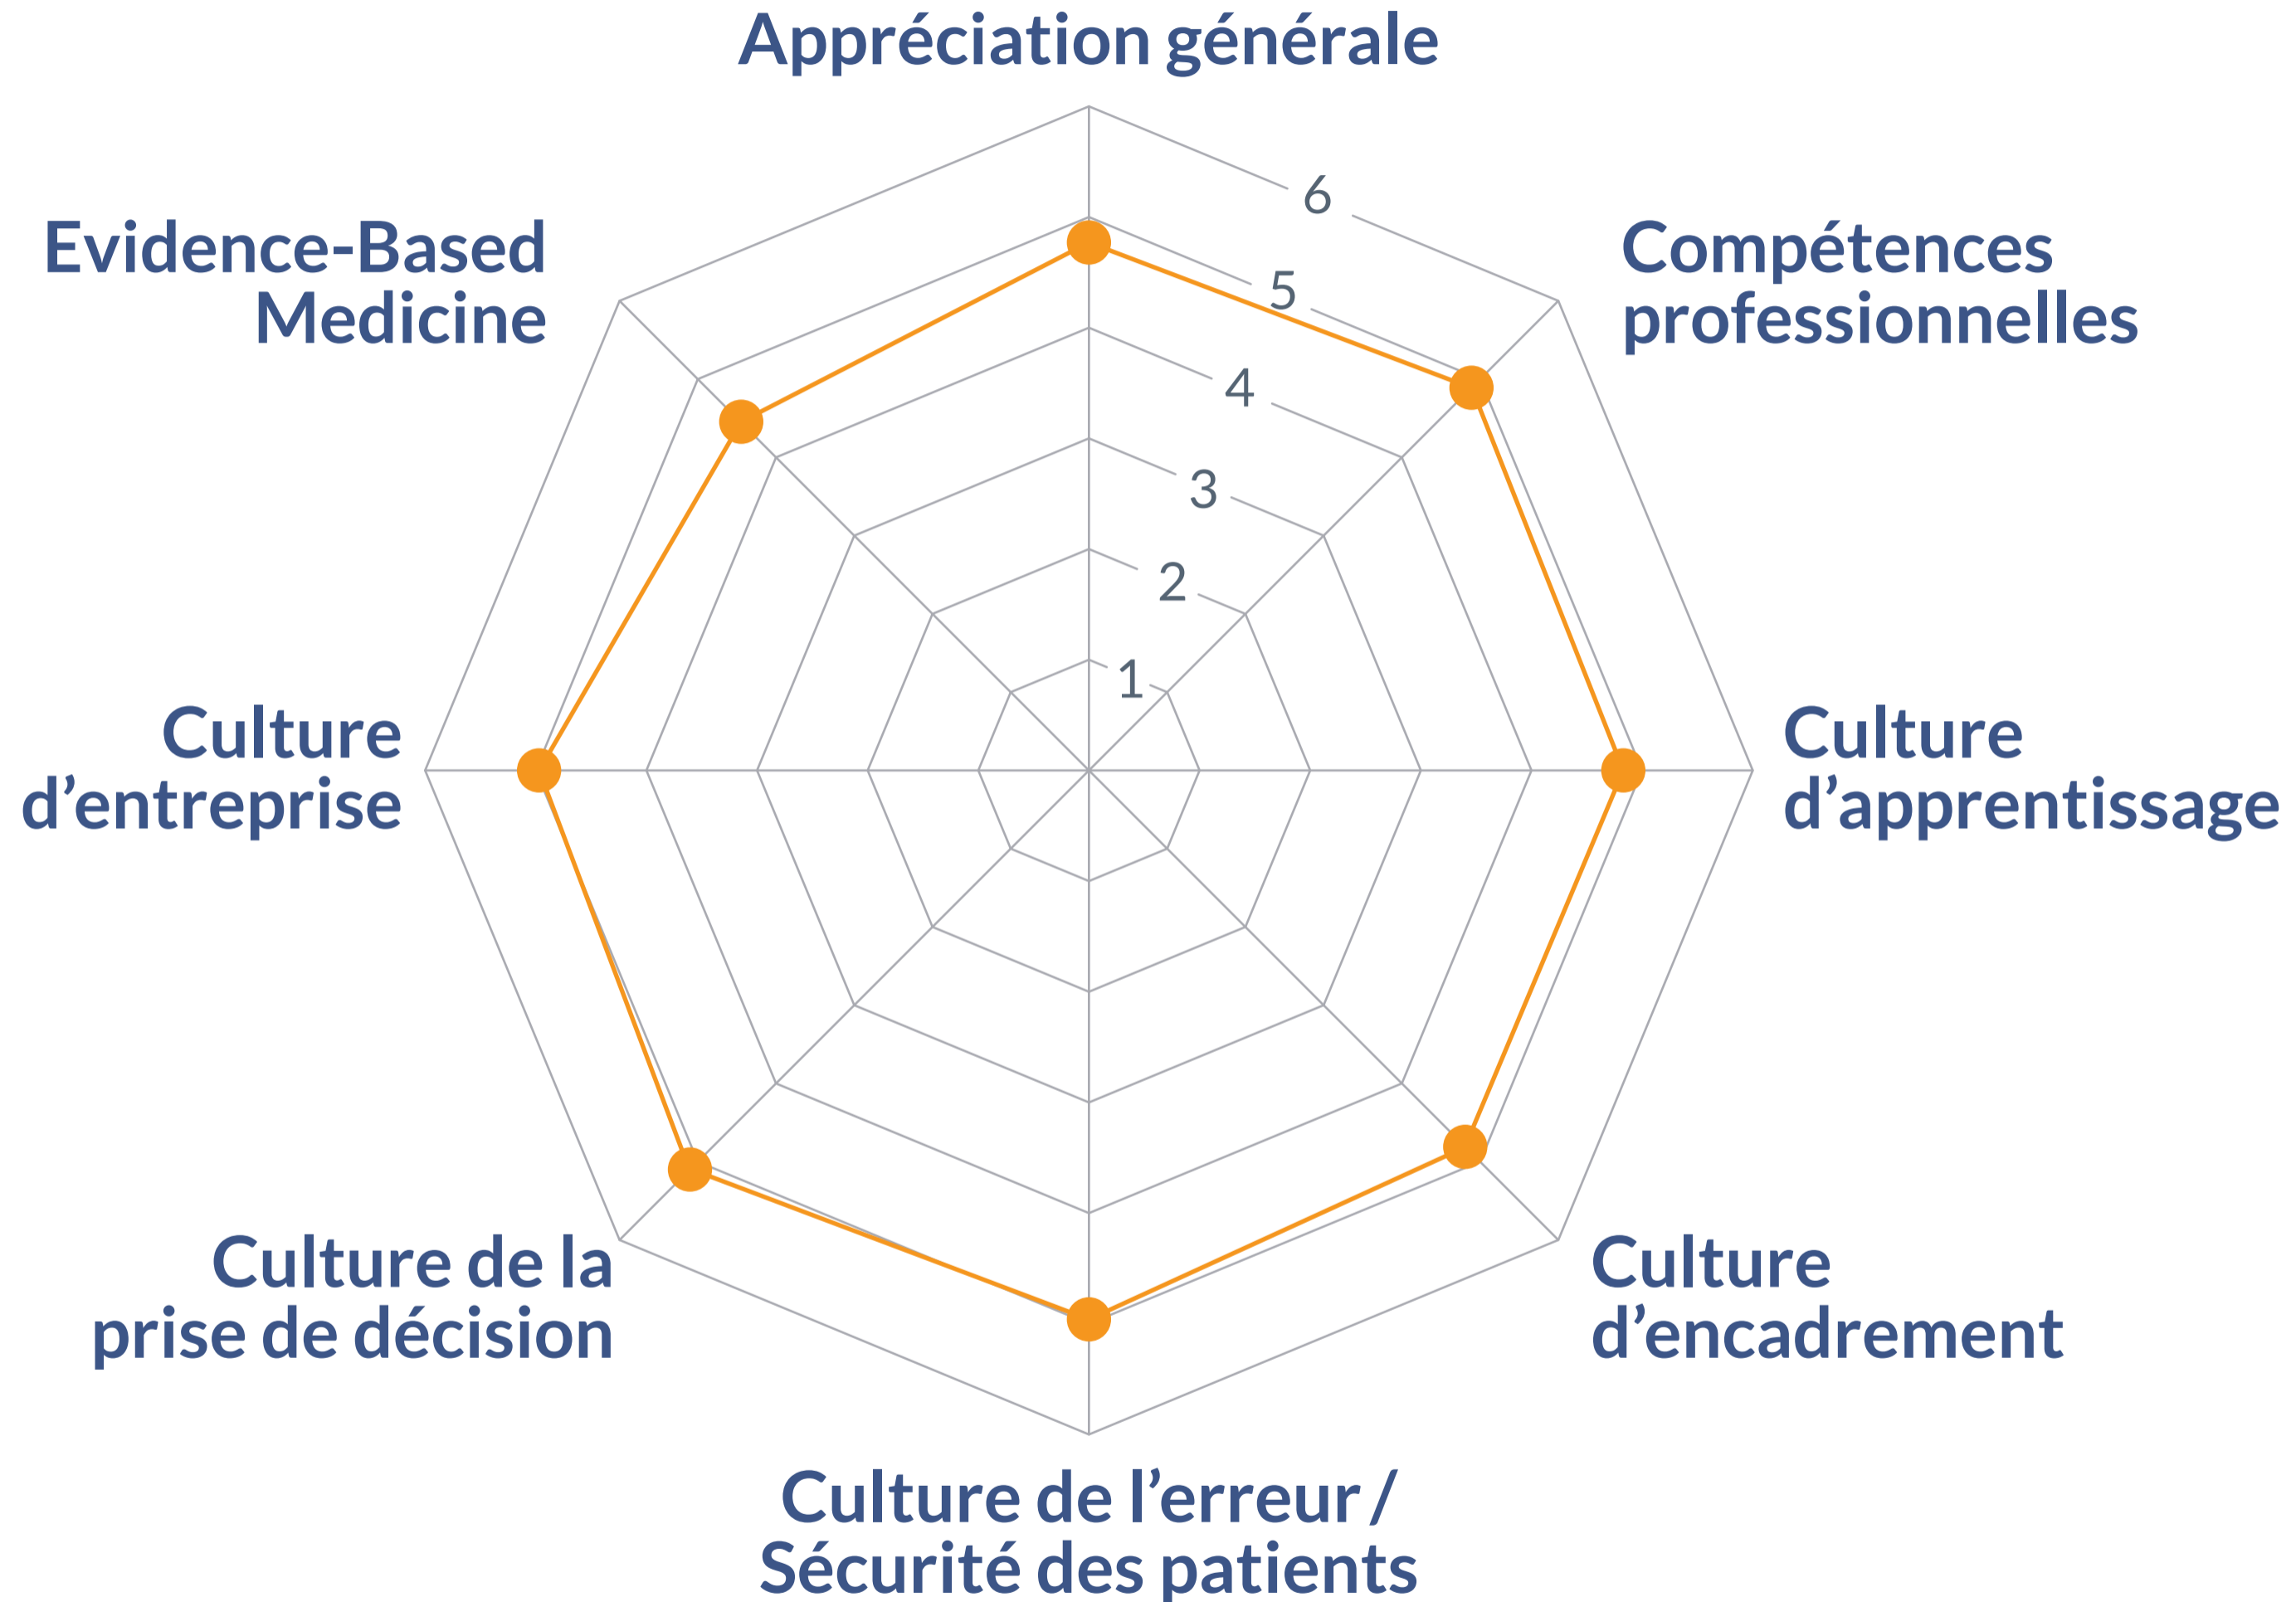 Appréciation générale
6
Evidence-Based
Medicine
Compétences
professionnelles
5
4
3
2
1
Culture
d’entreprise
Culture
d’apprentissage
Culture de la
prise de décision
Culture
d’encadrement
Culture de l’erreur /
Sécurité des patients